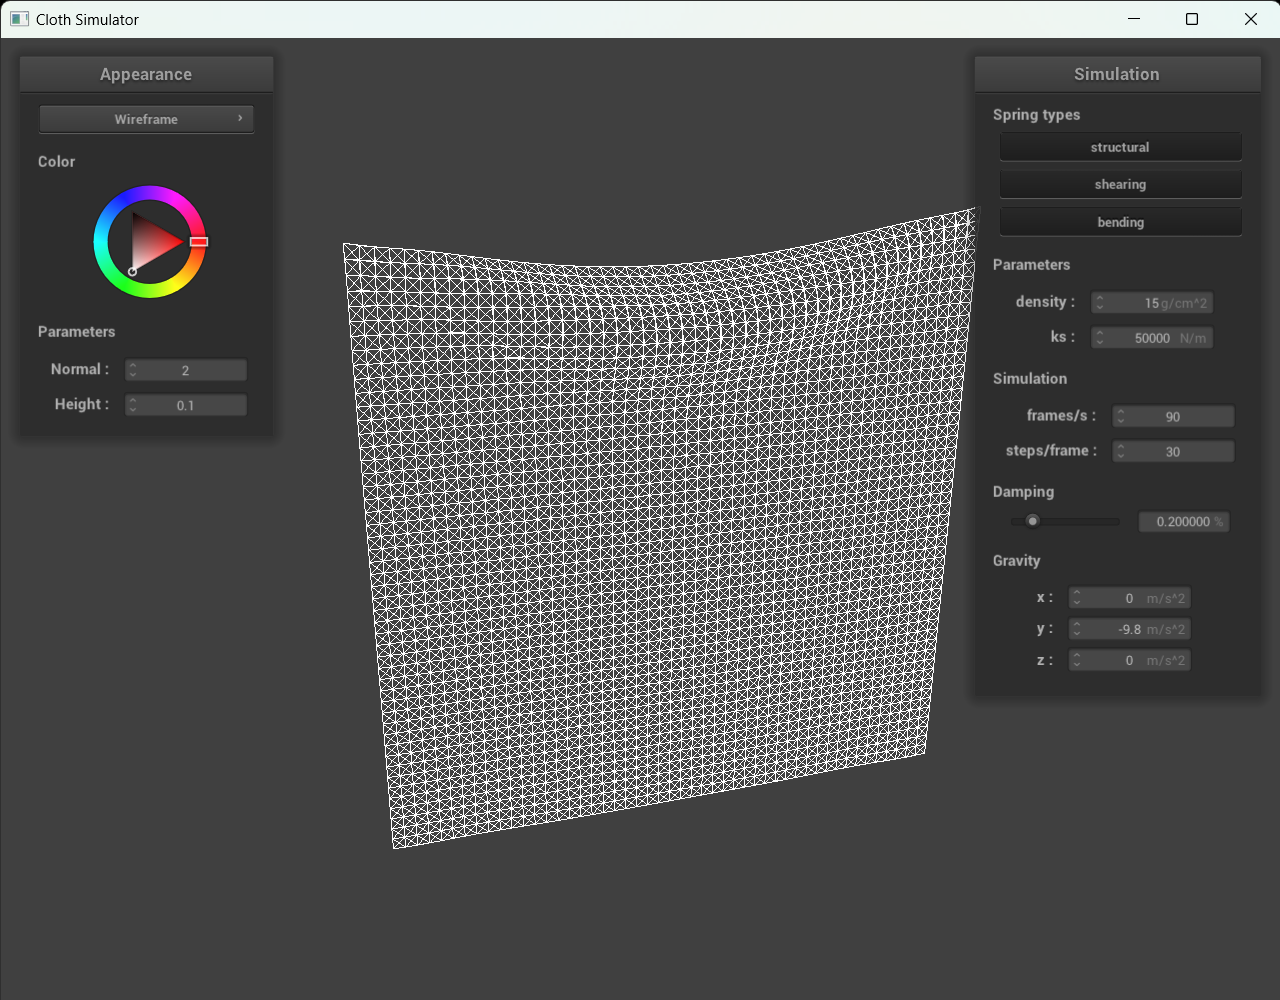 Cloth Simulator
Appearance
Wireframe
Color
Parameters
Normal : 2
Height : 0.1
Simulation
Spring types
structural
shearing
bending
Parameters
density : 15 g/cm^2
ks : 50000 N/m
Simulation
frames/s : 90
steps/frame : 30
Damping
0.200000 %
Gravity
x : 0 m/s^2
y : -9.8 m/s^2
z : 0 m/s^2